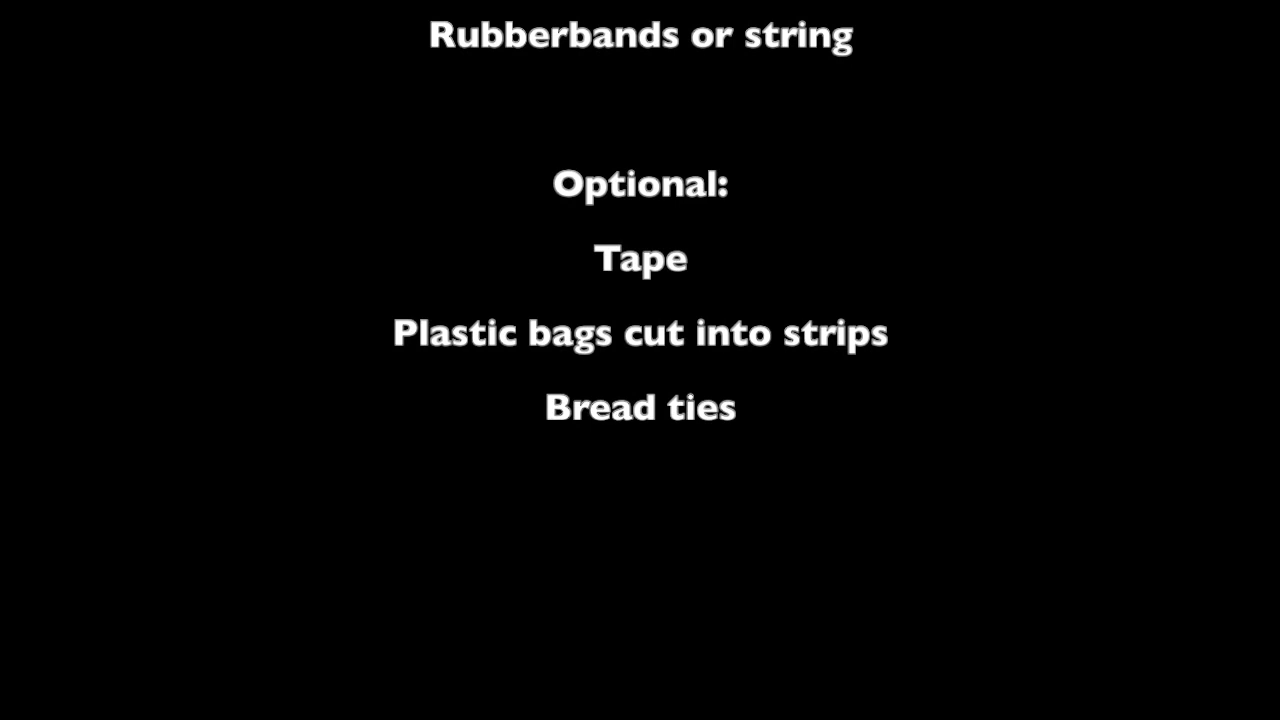 Rubberbands or string
Optional:
Tape
Plastic bags cut into strips
Bread ties